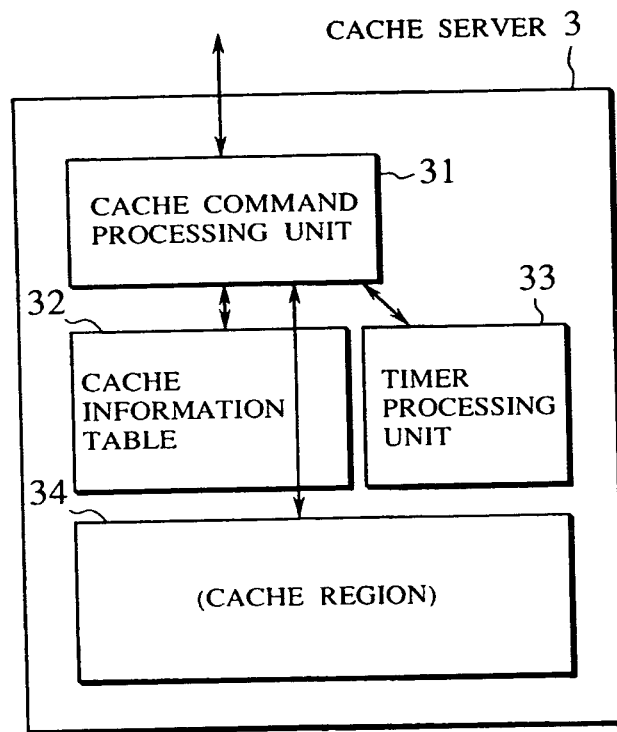 CACHE SERVER 3
31
CACHE COMMAND
PROCESSING UNIT
32
33
CACHE
INFORMATION
TABLE
TIMER
PROCESSING
UNIT
34
(CACHE REGION)